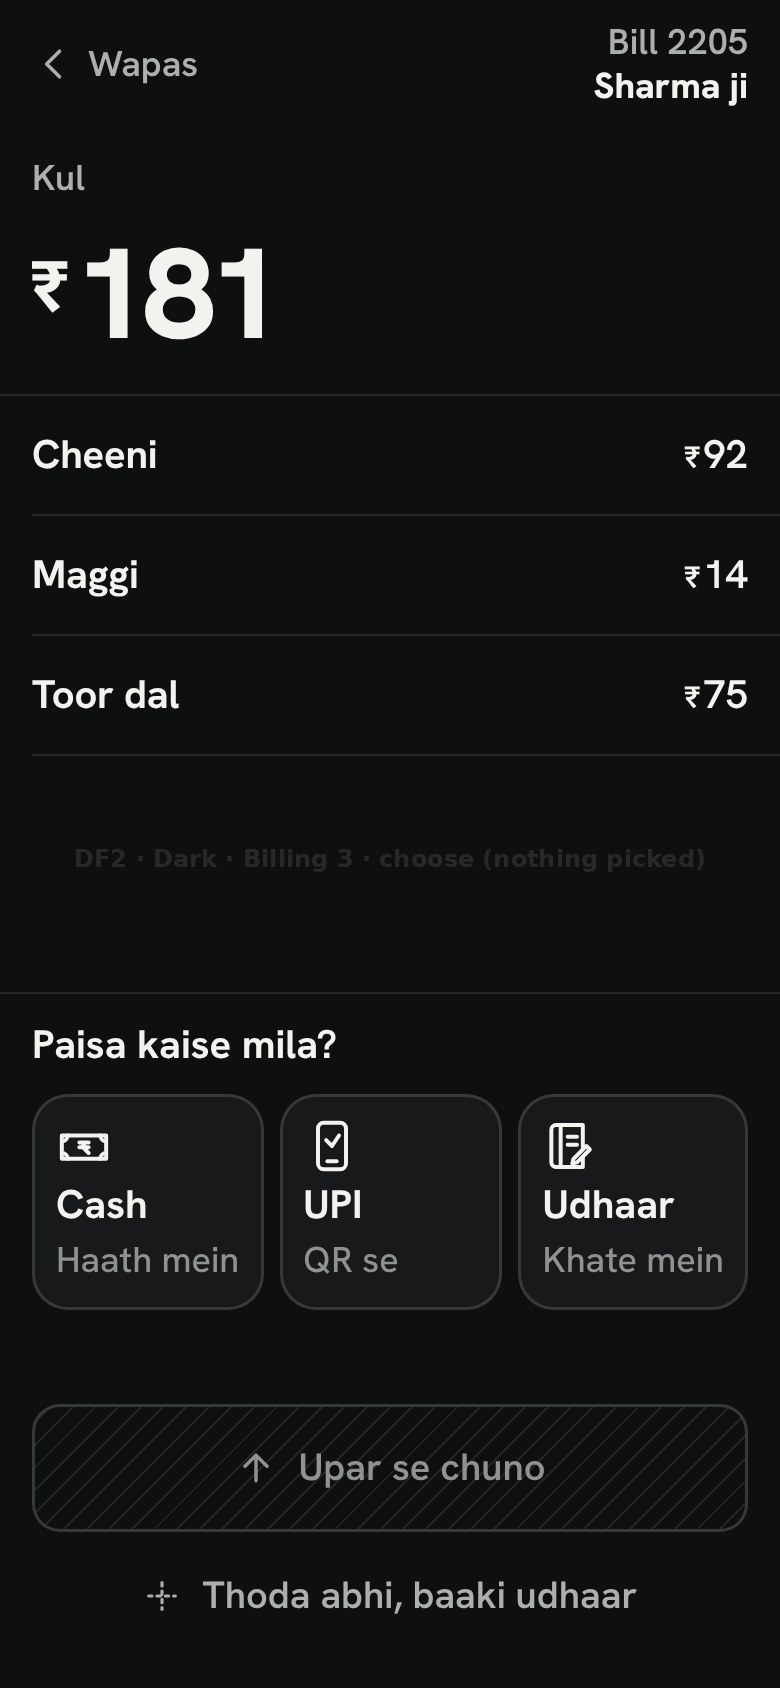 Wapas
Bill 2205
Sharma ji
Kul
₹181
Cheeni ₹92
Maggi ₹14
Toor dal ₹75
DF2 · Dark · Billing 3 · choose (nothing picked)
Paisa kaise mila?
Cash UPI Udhaar
Haath mein QR se Khate mein
Upar se chuno
Thoda abhi, baaki udhaar